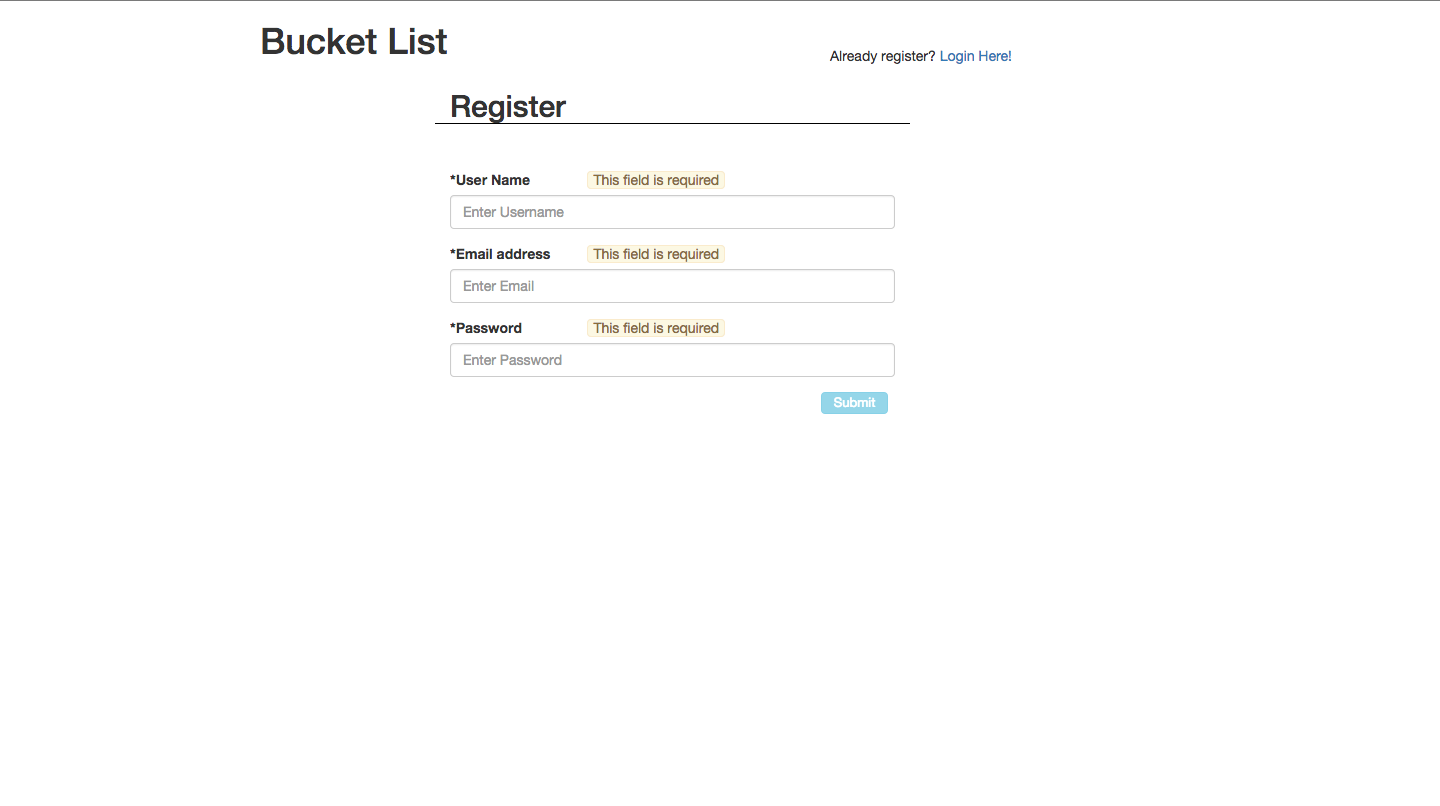 Bucket List
Already register? Login Here!
Register
*User Name This field is required
Enter Username
*Email address This field is required
Enter Email
*Password This field is required
Enter Password
Submit